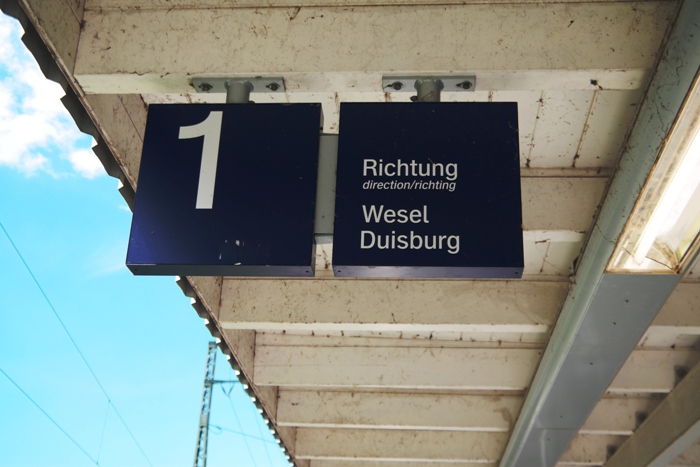 1
Richtung
direction/richting
Wesel
Duisburg